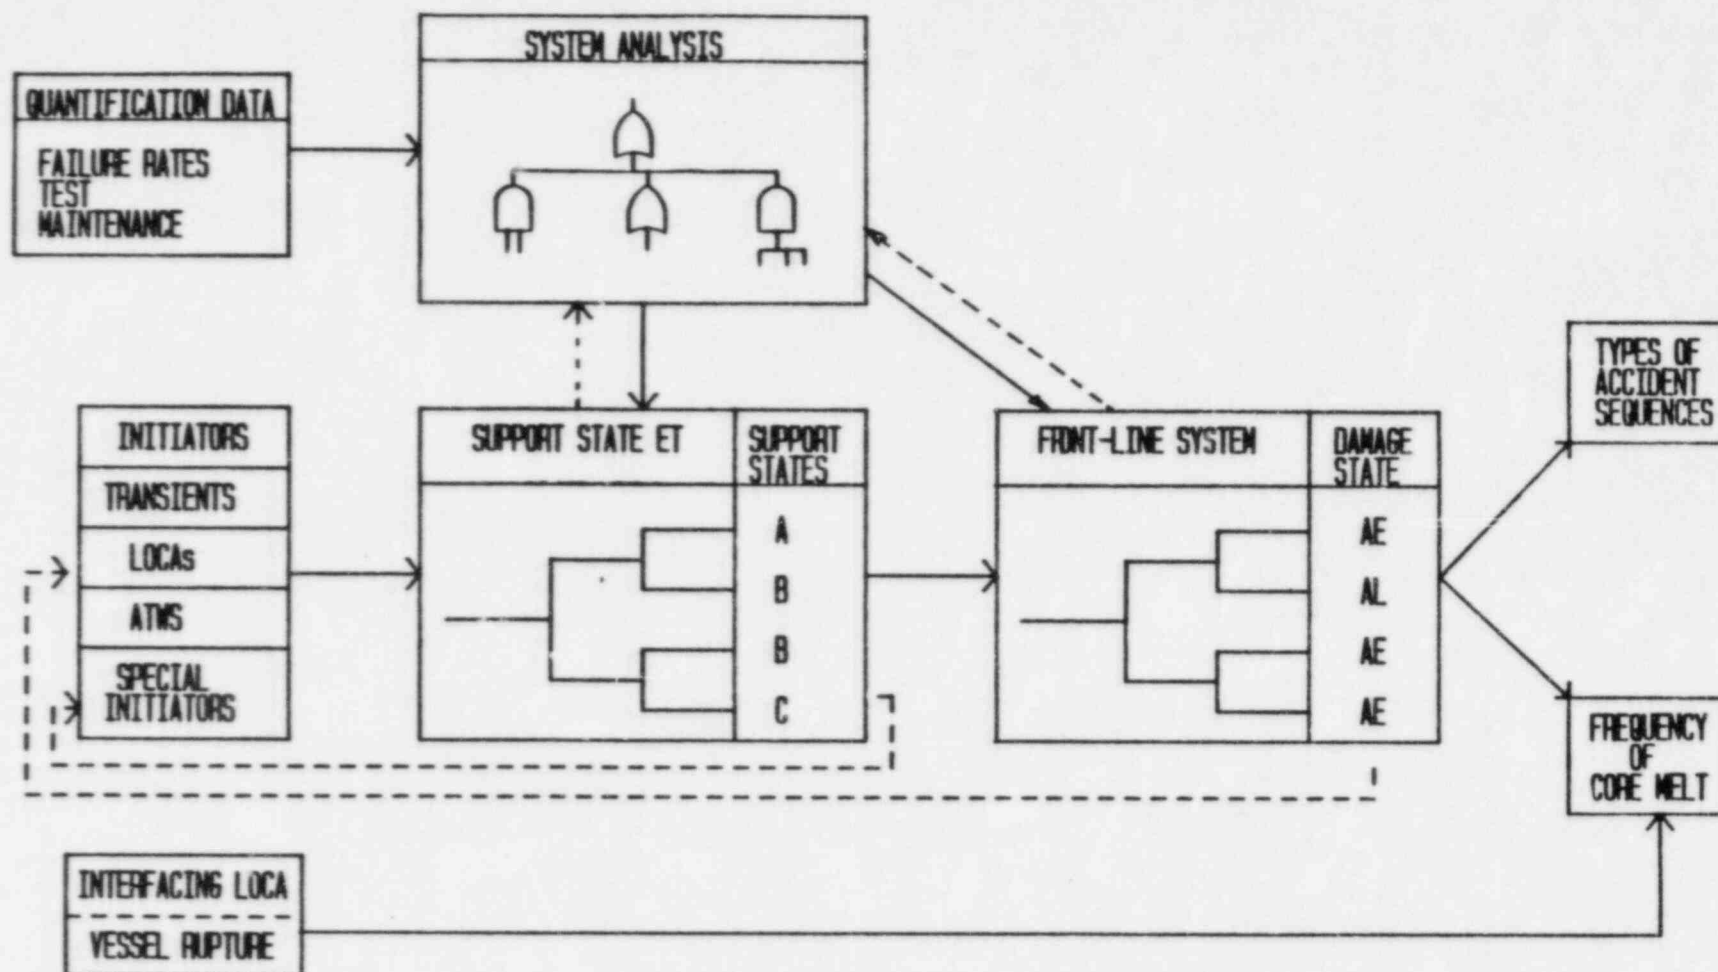 SYSTEM ANALYSIS
QUANTIFICATION DATA
FAILURE RATES
TEST
MAINTENANCE
INITIATORS
TRANSIENTS
LOCAs
ATWS
SPECIAL
INITIATORS
SUPPORT STATE ET
SUPPORT
STATES
A
B
B
C
FRONT-LINE SYSTEM
DAMAGE
STATE
AE
AL
AE
AE
TYPES OF
ACCIDENT
SEQUENCES
FREQUENCY
OF
CORE MELT
INTERFACING LOCA
VESSEL RUPTURE